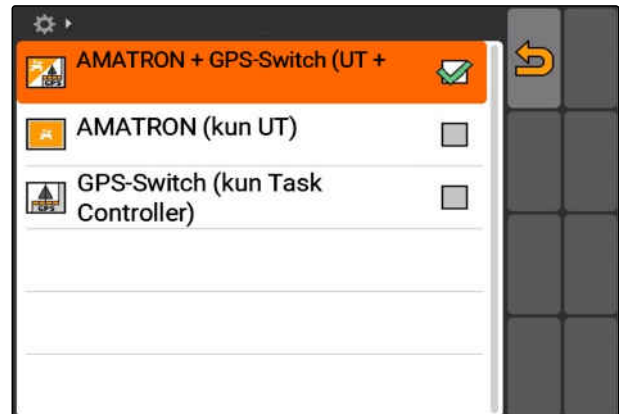 AMATRON + GPS-Switch (UT +
AMATRON (kun UT)
GPS-Switch (kun Task
Controller)